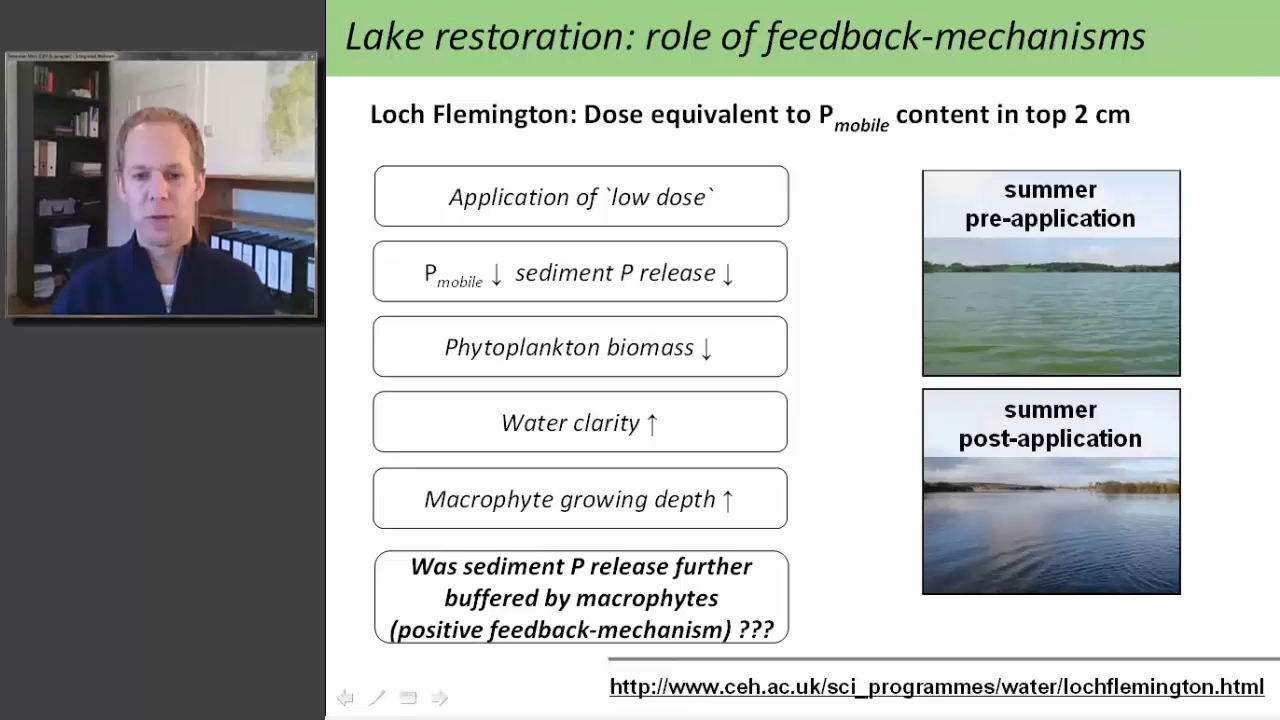 Lake restoration: role of feedback-mechanisms
Loch Flemington: Dose equivalent to Pmobile content in top 2 cm
Application of `low dose`
Pmobile ↓ sediment P release ↓
Phytoplankton biomass ↓
Water clarity ↑
Macrophyte growing depth ↑
Was sediment P release further
buffered by macrophytes
(positive feedback-mechanism) ???
summer
pre-application
summer
post-application
http://www.ceh.ac.uk/sci_programmes/water/lochflemington.html